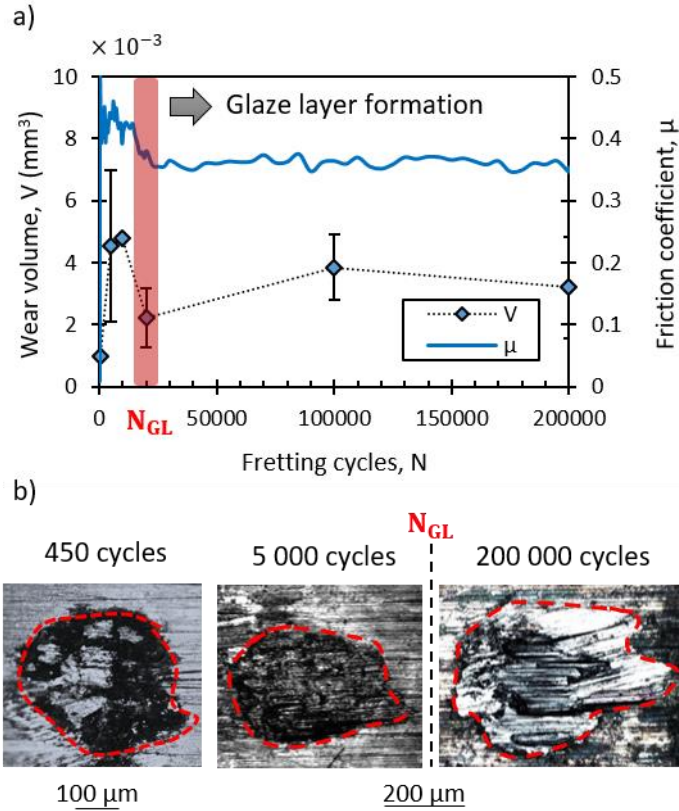 a)
× 10⁻³
10
8
6
4
2
0
Wear volume, V (mm³)
Glaze layer formation
0.5
0.4
0.3
0.2
0.1
0
Friction coefficient, μ
V
μ
0 50000 100000 150000 200000
N_GL
Fretting cycles, N
b)
N_GL
450 cycles 5 000 cycles 200 000 cycles
100 μm 200 μm